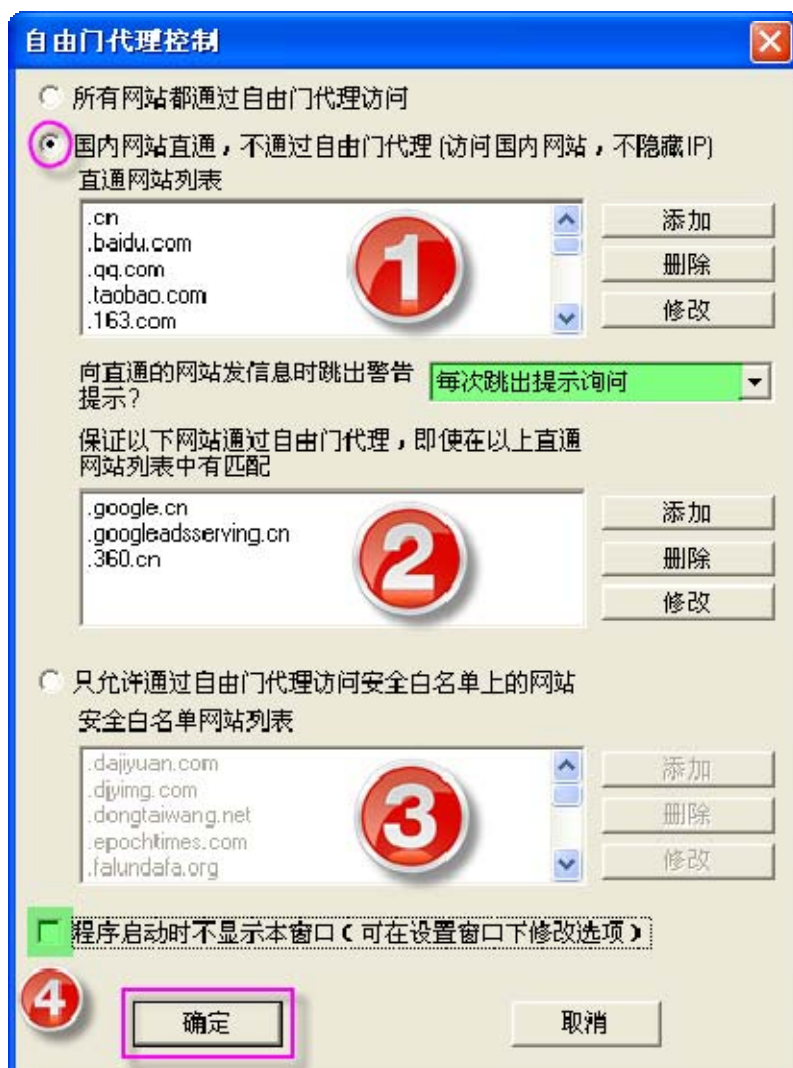 自由门代理控制
所有网站都通过自由门代理访问
国内网站直通，不通过自由门代理 (访问国内网站，不隐藏IP)
直通网站列表
.cn
.baidu.com
.qq.com
.taobao.com
.163.com
1
添加
删除
修改
向直通的网站发信息时跳出警告
提示?
每次跳出提示询问
保证以下网站通过自由门代理，即使在以上直通
网站列表中有匹配
.google.cn
.googleadsserving.cn
.360.cn
2
添加
删除
修改
只允许通过自由门代理访问安全白名单上的网站
安全白名单网站列表
.dajiyuan.com
.djyimg.com
.dongtaiwang.net
.epochtimes.com
.falundafa.org
3
添加
删除
修改
程序启动时不显示本窗口 ( 可在设置窗口下修改选项 )
4
确定
取消